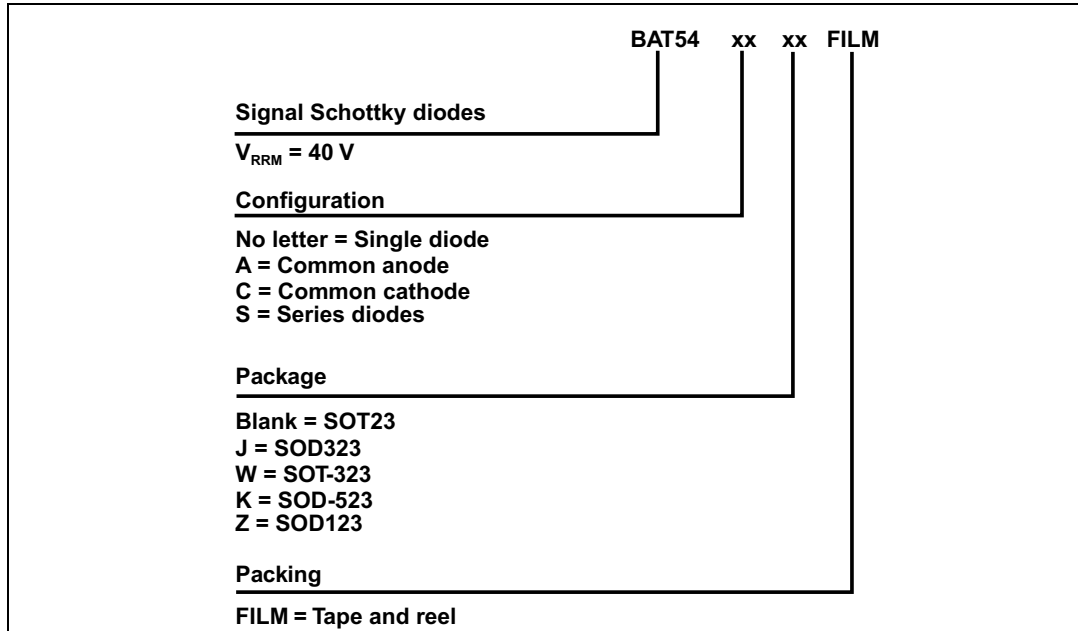 BAT54 xx xx FILM
Signal Schottky diodes
VRRM = 40 V
Configuration
No letter = Single diode
A = Common anode
C = Common cathode
S = Series diodes
Package
Blank = SOT23
J = SOD323
W = SOT-323
K = SOD-523
Z = SOD123
Packing
FILM = Tape and reel